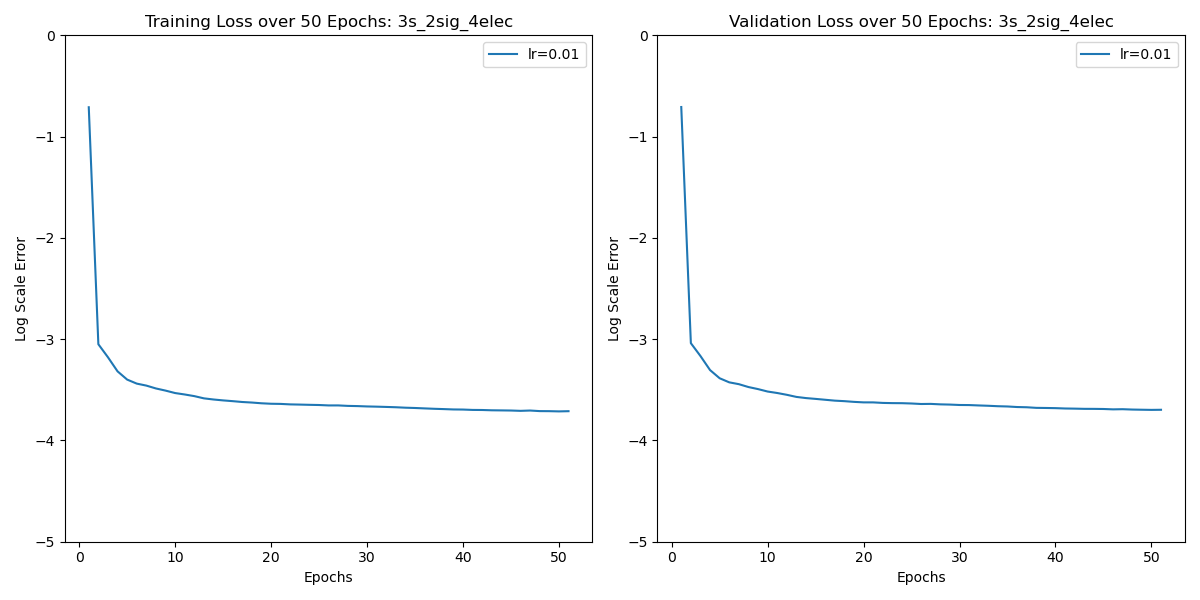 Training Loss over 50 Epochs: 3s_2sig_4elec
lr=0.01
0
−1
−2
−3
−4
−5
Log Scale Error
0 10 20 30 40 50
Epochs
Validation Loss over 50 Epochs: 3s_2sig_4elec
lr=0.01
0
−1
−2
−3
−4
−5
Log Scale Error
0 10 20 30 40 50
Epochs